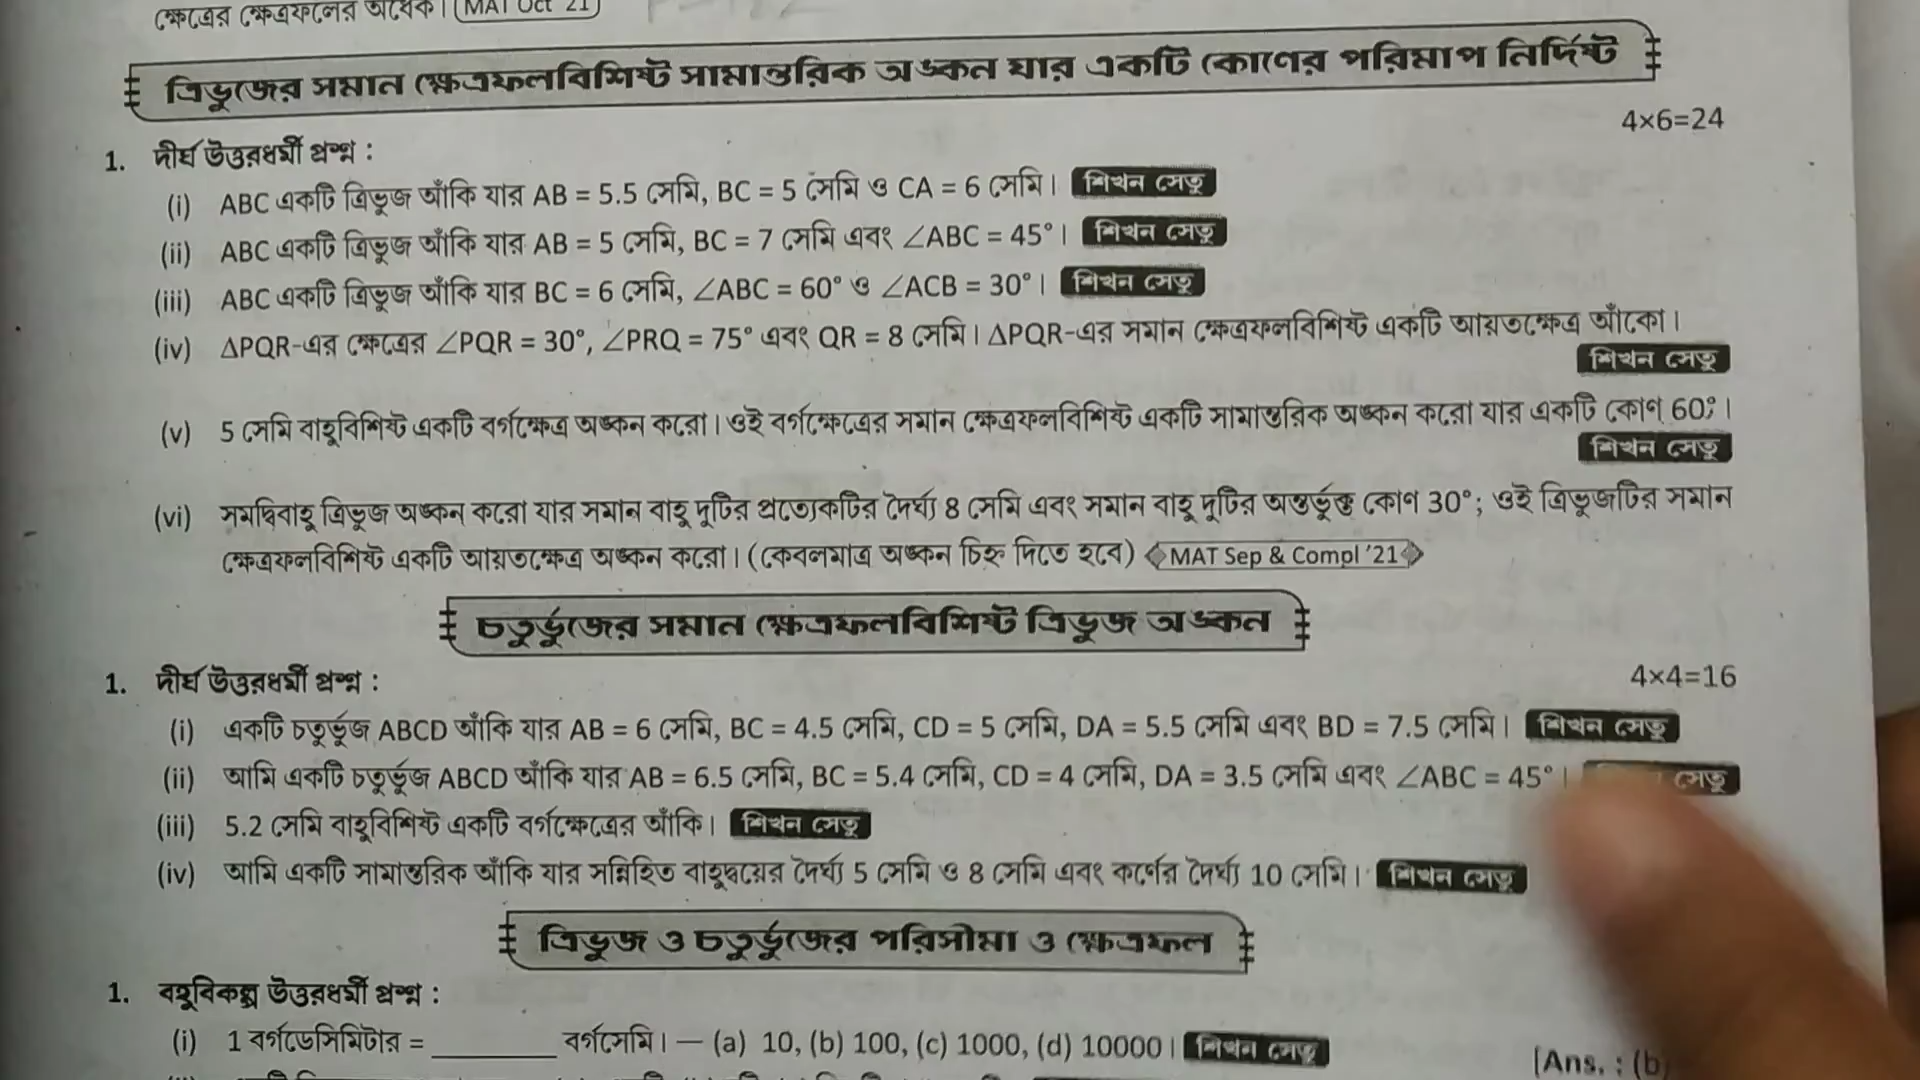 ক্ষেত্রের ক্ষেত্রফলের অর্ধেক। MAT Oct '21
ত্রিভুজের সমান ক্ষেত্রফলবিশিষ্ট সামান্তরিক অঙ্কন যার একটি কোণের পরিমাপ নির্দিষ্ট
1. দীর্ঘ উত্তরধর্মী প্রশ্ন : 4×6=24
(i) ABC একটি ত্রিভুজ আঁকি যার AB = 5.5 সেমি, BC = 5 সেমি ও CA = 6 সেমি। শিখন সেতু
(ii) ABC একটি ত্রিভুজ আঁকি যার AB = 5 সেমি, BC = 7 সেমি এবং ∠ABC = 45°। শিখন সেতু
(iii) ABC একটি ত্রিভুজ আঁকি যার BC = 6 সেমি, ∠ABC = 60° ও ∠ACB = 30°। শিখন সেতু
(iv) ΔPQR-এর ক্ষেত্রের ∠PQR = 30°, ∠PRQ = 75° এবং QR = 8 সেমি। ΔPQR-এর সমান ক্ষেত্রফলবিশিষ্ট একটি আয়তক্ষেত্র আঁকো।
শিখন সেতু
(v) 5 সেমি বাহুবিশিষ্ট একটি বর্গক্ষেত্র অঙ্কন করো। ওই বর্গক্ষেত্রের সমান ক্ষেত্রফলবিশিষ্ট একটি সামান্তরিক অঙ্কন করো যার একটি কোণ 60°।
শিখন সেতু
(vi) সমদ্বিবাহু ত্রিভুজ অঙ্কন করো যার সমান বাহু দুটির প্রত্যেকটির দৈর্ঘ্য 8 সেমি এবং সমান বাহু দুটির অন্তর্ভুক্ত কোণ 30°; ওই ত্রিভুজটির সমান
ক্ষেত্রফলবিশিষ্ট একটি আয়তক্ষেত্র অঙ্কন করো। (কেবলমাত্র অঙ্কন চিহ্ন দিতে হবে) MAT Sep & Compl '21
চতুর্ভুজের সমান ক্ষেত্রফলবিশিষ্ট ত্রিভুজ অঙ্কন
1. দীর্ঘ উত্তরধর্মী প্রশ্ন : 4×4=16
(i) একটি চতুর্ভুজ ABCD আঁকি যার AB = 6 সেমি, BC = 4.5 সেমি, CD = 5 সেমি, DA = 5.5 সেমি এবং BD = 7.5 সেমি। শিখন সেতু
(ii) আমি একটি চতুর্ভুজ ABCD আঁকি যার AB = 6.5 সেমি, BC = 5.4 সেমি, CD = 4 সেমি, DA = 3.5 সেমি এবং ∠ABC = 45°। সেতু
(iii) 5.2 সেমি বাহুবিশিষ্ট একটি বর্গক্ষেত্রের আঁকি। শিখন সেতু
(iv) আমি একটি সামান্তরিক আঁকি যার সন্নিহিত বাহুদ্বয়ের দৈর্ঘ্য 5 সেমি ও 8 সেমি এবং কর্ণের দৈর্ঘ্য 10 সেমি। শিখন সেতু
ত্রিভুজ ও চতুর্ভুজের পরিসীমা ও ক্ষেত্রফল
1. বহুবিকল্প উত্তরধর্মী প্রশ্ন :
(i) 1 বর্গডেসিমিটার = ________ বর্গসেমি। — (a) 10, (b) 100, (c) 1000, (d) 10000। শিখন সেতু [Ans. : (b)